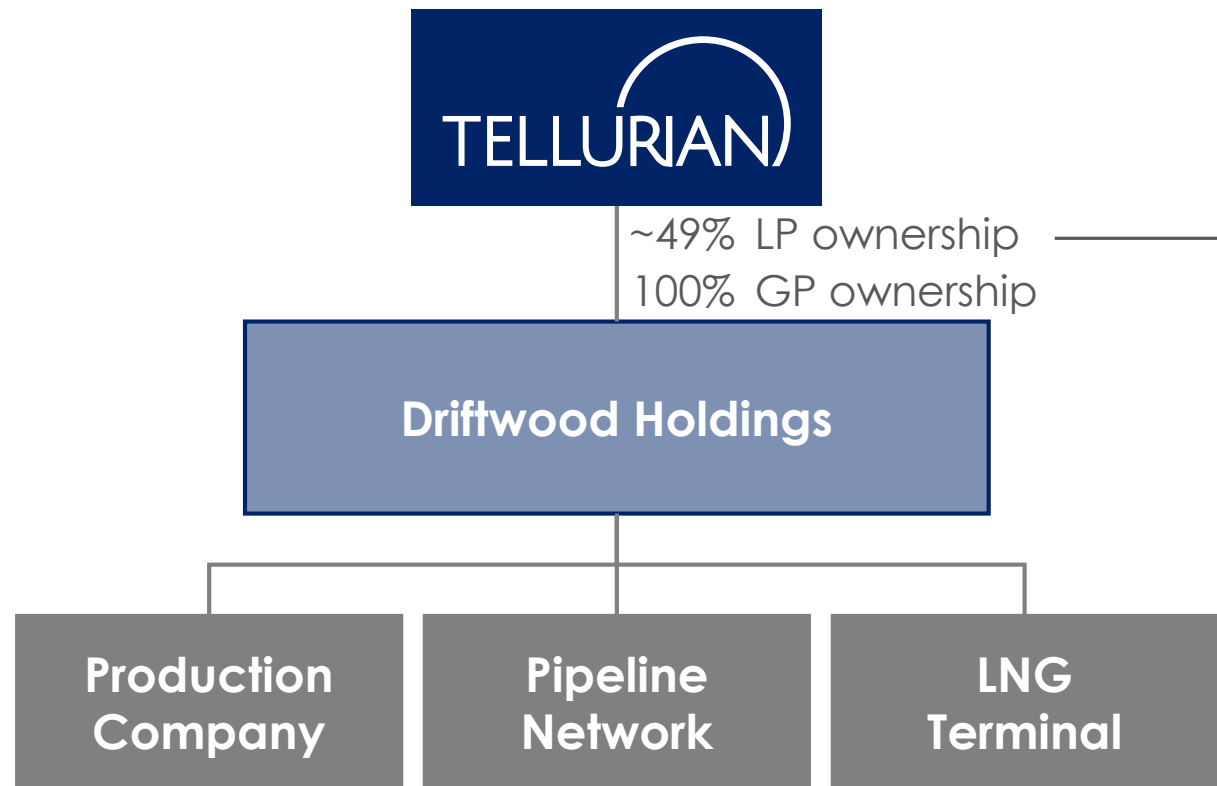 TELLURIAN
~49% LP ownership
100% GP ownership
Driftwood Holdings
Production
Company
Pipeline
Network
LNG
Terminal